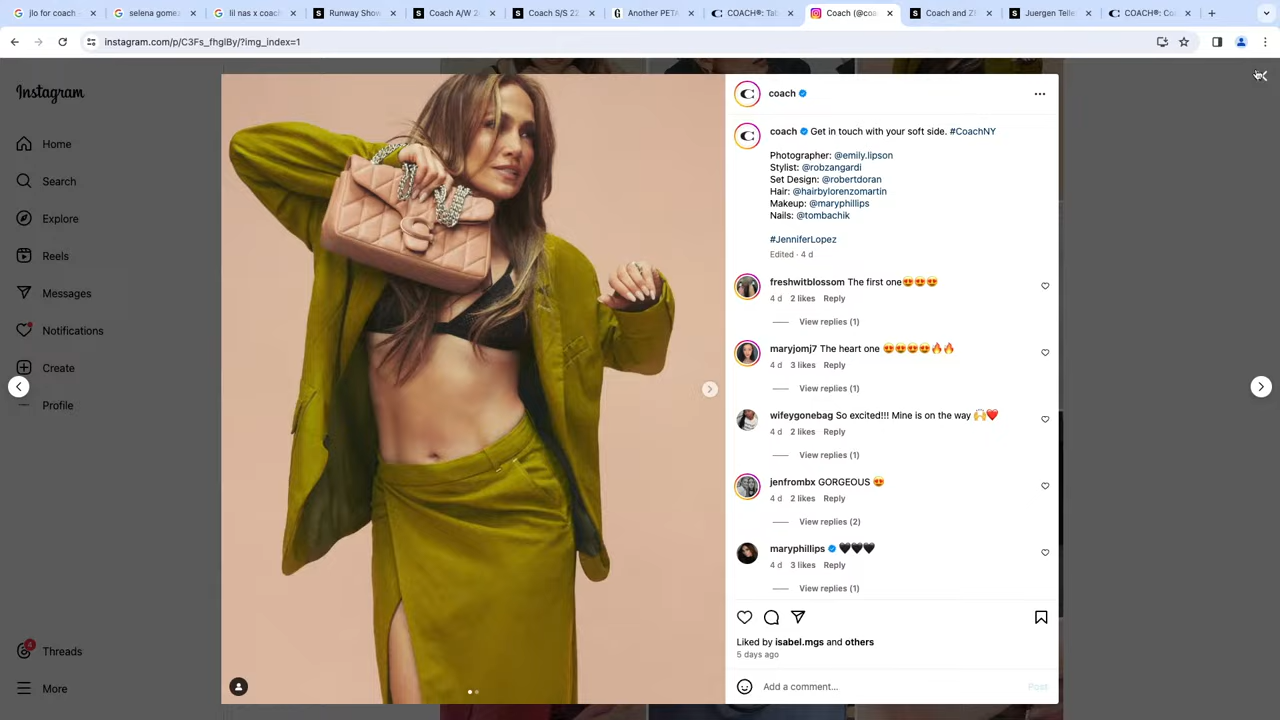 jlo for coach
selena gomez
lil nas x coach
Runway Show
Coach A/W 24
Coach S/S 22
Another PETA
COACH®: Tab
Coach (@coa
Coach and Z
Juergen Telle
COACH®: Co
instagram.com/p/C3Fs_fhglBy/?img_index=1
Instagram
Home
Search
Explore
Reels
Messages
Notifications
Create
Profile
4
Threads
More
C
coach
C
coach Get in touch with your soft side. #CoachNY
Photographer: @emily.lipson
Stylist: @robzangardi
Set Design: @robertdoran
Hair: @hairbylorenzomartin
Makeup: @maryphillips
Nails: @tombachik
#JenniferLopez
Edited · 4 d
freshwitblossom The first one😍😍😍
4 d 2 likes Reply
View replies (1)
maryjomj7 The heart one 😍😍😍😍🔥🔥
4 d 3 likes Reply
View replies (1)
wifeygonebag So excited!!! Mine is on the way 🙌❤️
4 d 2 likes Reply
View replies (1)
jenfrombx GORGEOUS 😍
4 d 2 likes Reply
View replies (2)
maryphillips 🖤🖤🖤
4 d 3 likes Reply
View replies (1)
Liked by isabel.mgs and others
5 days ago
Add a comment...
Post